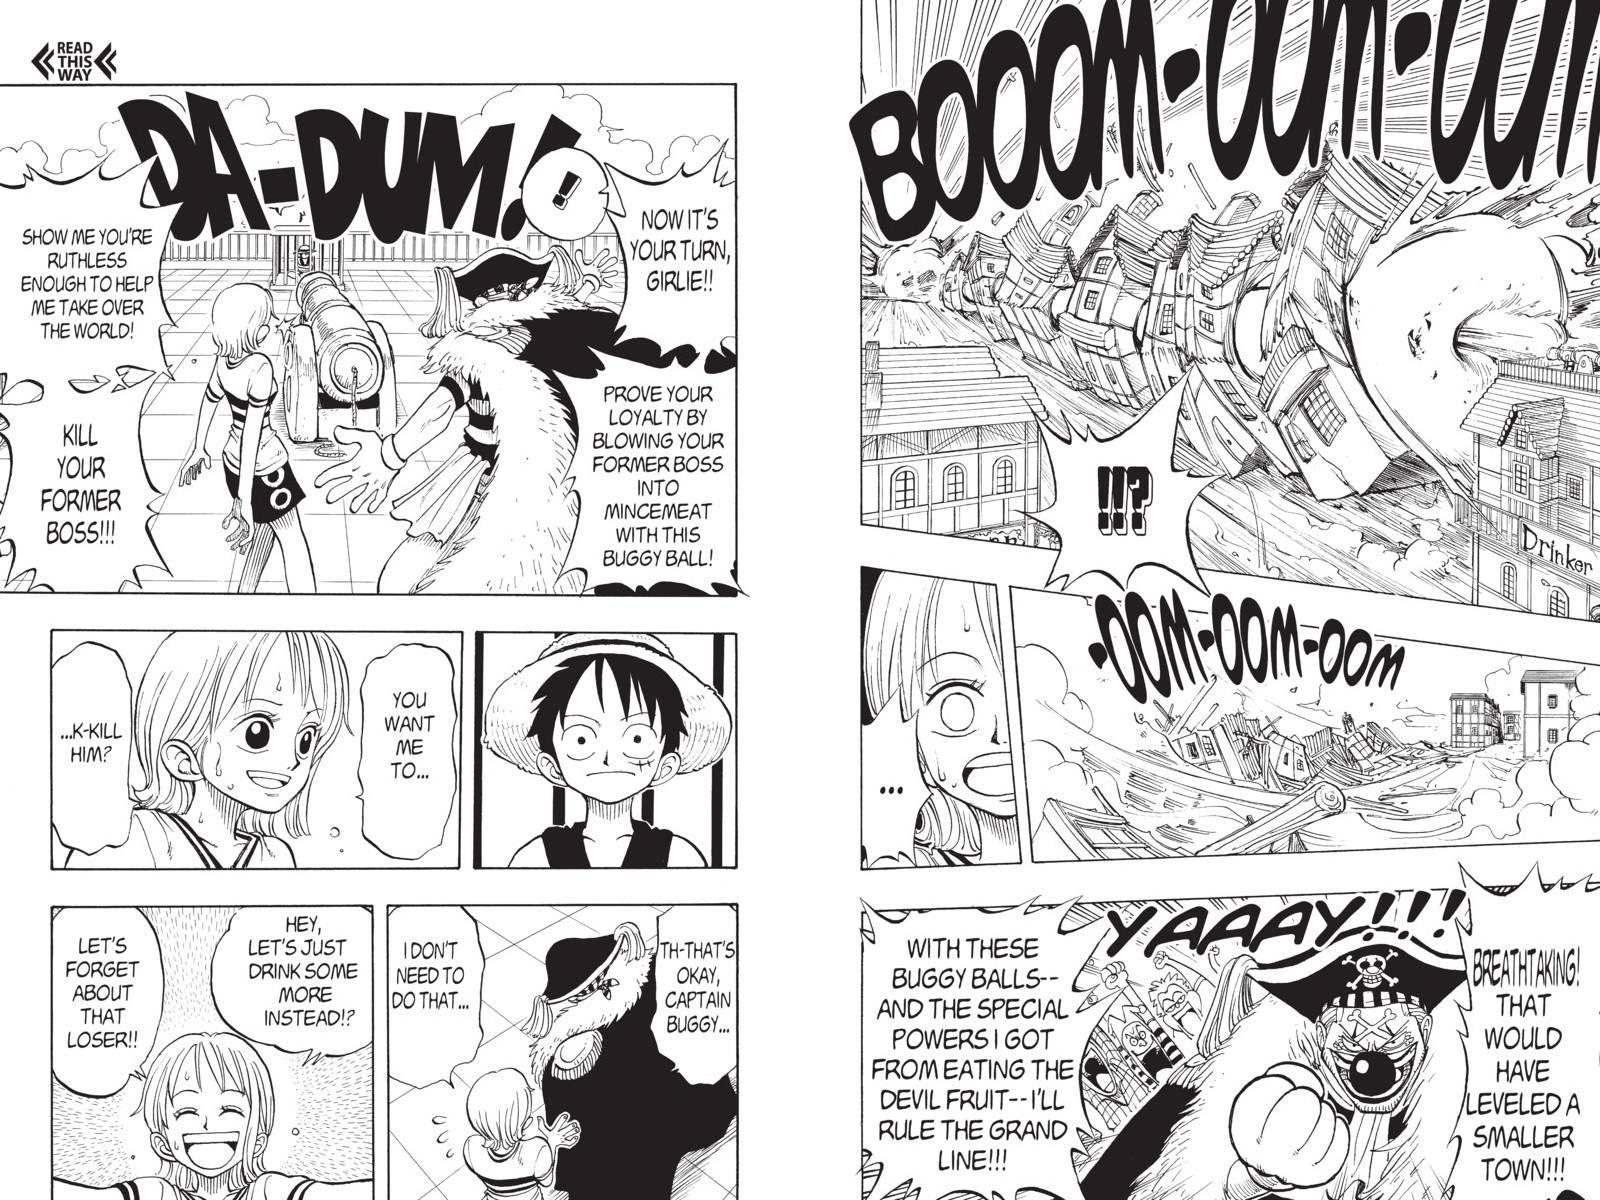 READ
THIS
WAY
BOOOM-OOM-OOM
!!!?
Drinker
-OOM-OOM-OOM
...
BREATHTAKING!
THAT
WOULD
HAVE
LEVELED A
SMALLER
TOWN!!!
YAAAY!!!
WITH THESE
BUGGY BALLS--
AND THE SPECIAL
POWERS I GOT
FROM EATING THE
DEVIL FRUIT--I'LL
RULE THE GRAND
LINE!!!
NOW IT'S
YOUR TURN,
GIRLIE!!
!
DA-DUM!
PROVE YOUR
LOYALTY BY
BLOWING YOUR
FORMER BOSS
INTO
MINCEMEAT
WITH THIS
BUGGY BALL!
SHOW ME YOU'RE
RUTHLESS
ENOUGH TO HELP
ME TAKE OVER
THE WORLD!
KILL
YOUR
FORMER
BOSS!!!
YOU
WANT
ME
TO...
...K-KILL
HIM?
TH-THAT'S
OKAY,
CAPTAIN
BUGGY...
I DON'T
NEED TO
DO THAT...
HEY,
LET'S JUST
DRINK SOME
MORE
INSTEAD!?
LET'S
FORGET
ABOUT
THAT
LOSER!!